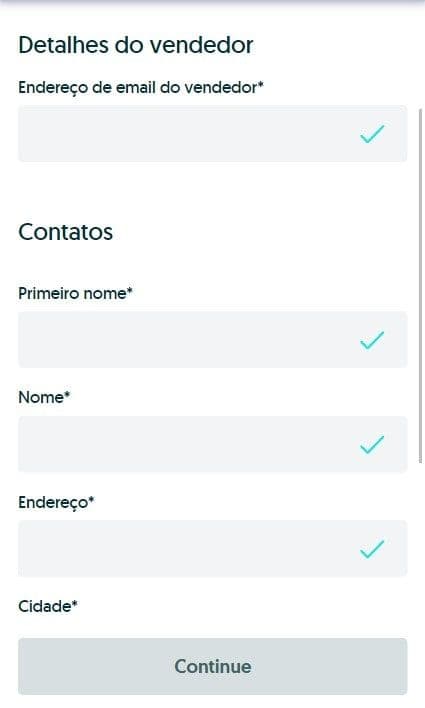 Detalhes do vendedor
Endereço de email do vendedor*
Contatos
Primeiro nome*
Nome*
Endereço*
Cidade*
Continue